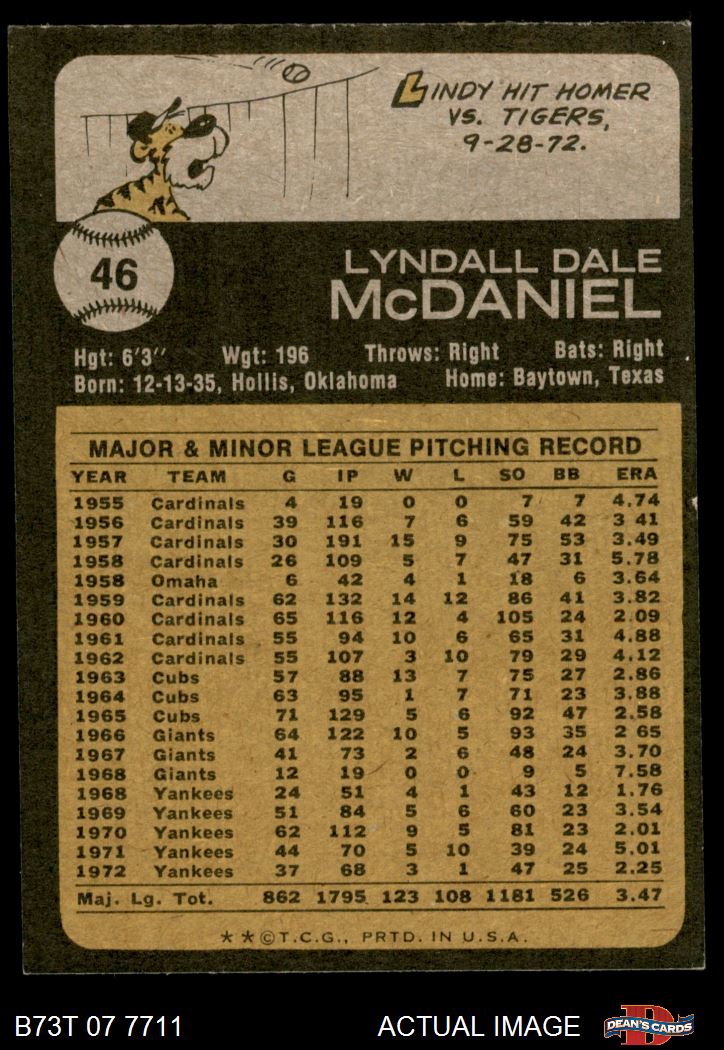 LINDY HIT HOMER
VS. TIGERS,
9-28-72.
46
LYNDALL DALE
McDANIEL
Hgt: 6'3" Wgt: 196 Throws: Right Bats: Right
Born: 12-13-35, Hollis, Oklahoma Home: Baytown, Texas
MAJOR & MINOR LEAGUE PITCHING RECORD
YEAR TEAM G IP W L SO BB ERA
1955 Cardinals 4 19 0 0 7 7 4.74
1956 Cardinals 39 116 7 6 59 42 3 41
1957 Cardinals 30 191 15 9 75 53 3.49
1958 Cardinals 26 109 5 7 47 31 5.78
1958 Omaha 6 42 4 1 18 6 3.64
1959 Cardinals 62 132 14 12 86 41 3.82
1960 Cardinals 65 116 12 4 105 24 2.09
1961 Cardinals 55 94 10 6 65 31 4.88
1962 Cardinals 55 107 3 10 79 29 4.12
1963 Cubs 57 88 13 7 75 27 2.86
1964 Cubs 63 95 1 7 71 23 3.88
1965 Cubs 71 129 5 6 92 47 2.58
1966 Giants 64 122 10 5 93 35 2 65
1967 Giants 41 73 2 6 48 24 3.70
1968 Giants 12 19 0 0 9 5 7.58
1968 Yankees 24 51 4 1 43 12 1.76
1969 Yankees 51 84 5 6 60 23 3.54
1970 Yankees 62 112 9 5 81 23 2.01
1971 Yankees 44 70 5 10 39 24 5.01
1972 Yankees 37 68 3 1 47 25 2.25
Maj. Lg. Tot. 862 1795 123 108 1181 526 3.47
★ ★ © T.C.G., PRTD. IN U.S.A.
B73T 07 7711 ACTUAL IMAGE DEAN'S CARDS